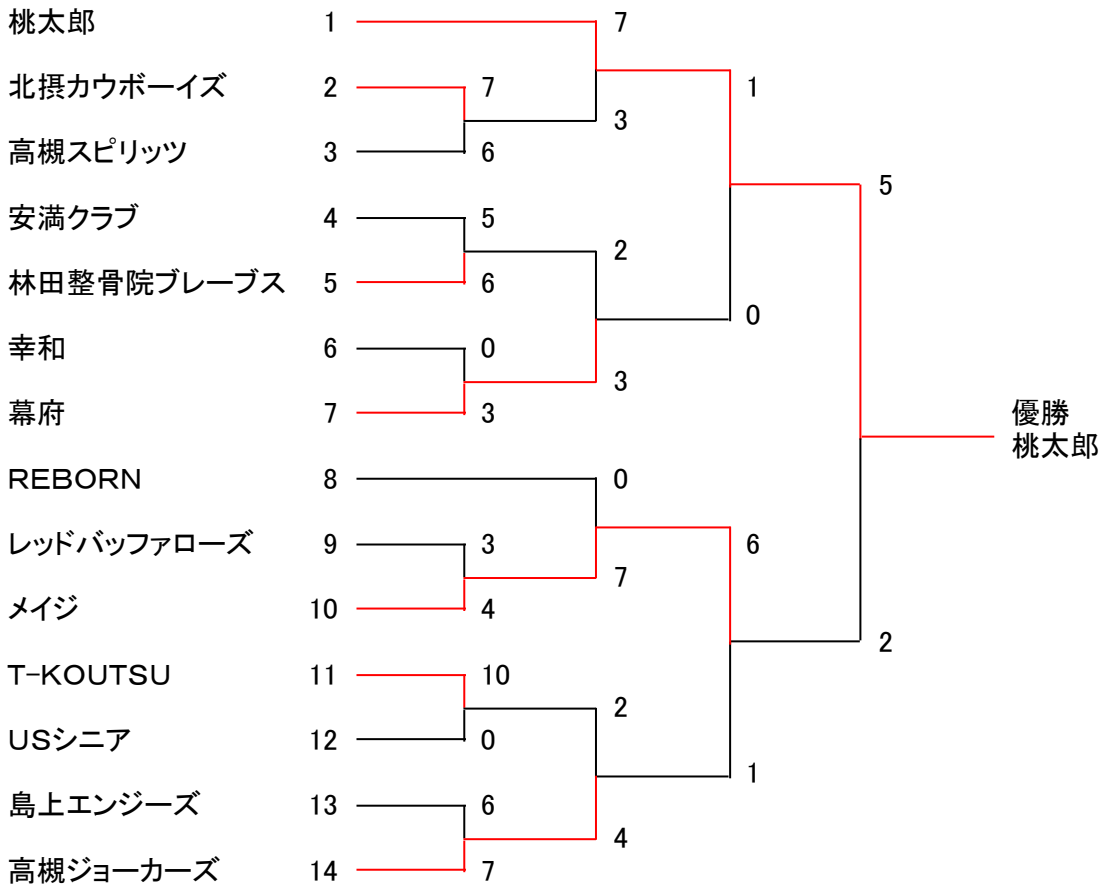 桃太郎 1 7
北摂カウボーイズ 2 7 1
3
高槻スピリッツ 3 6
5
安満クラブ 4 5
2
林田整骨院ブレーブス 5 6
0
幸和 6 0
3
幕府 7 3
優勝
桃太郎
REBORN 8 0
レッドバッファローズ 9 3 6
7
メイジ 10 4
2
T-KOUTSU 11 10
2
USシニア 12 0
1
島上エンジーズ 13 6
4
高槻ジョーカーズ 14 7